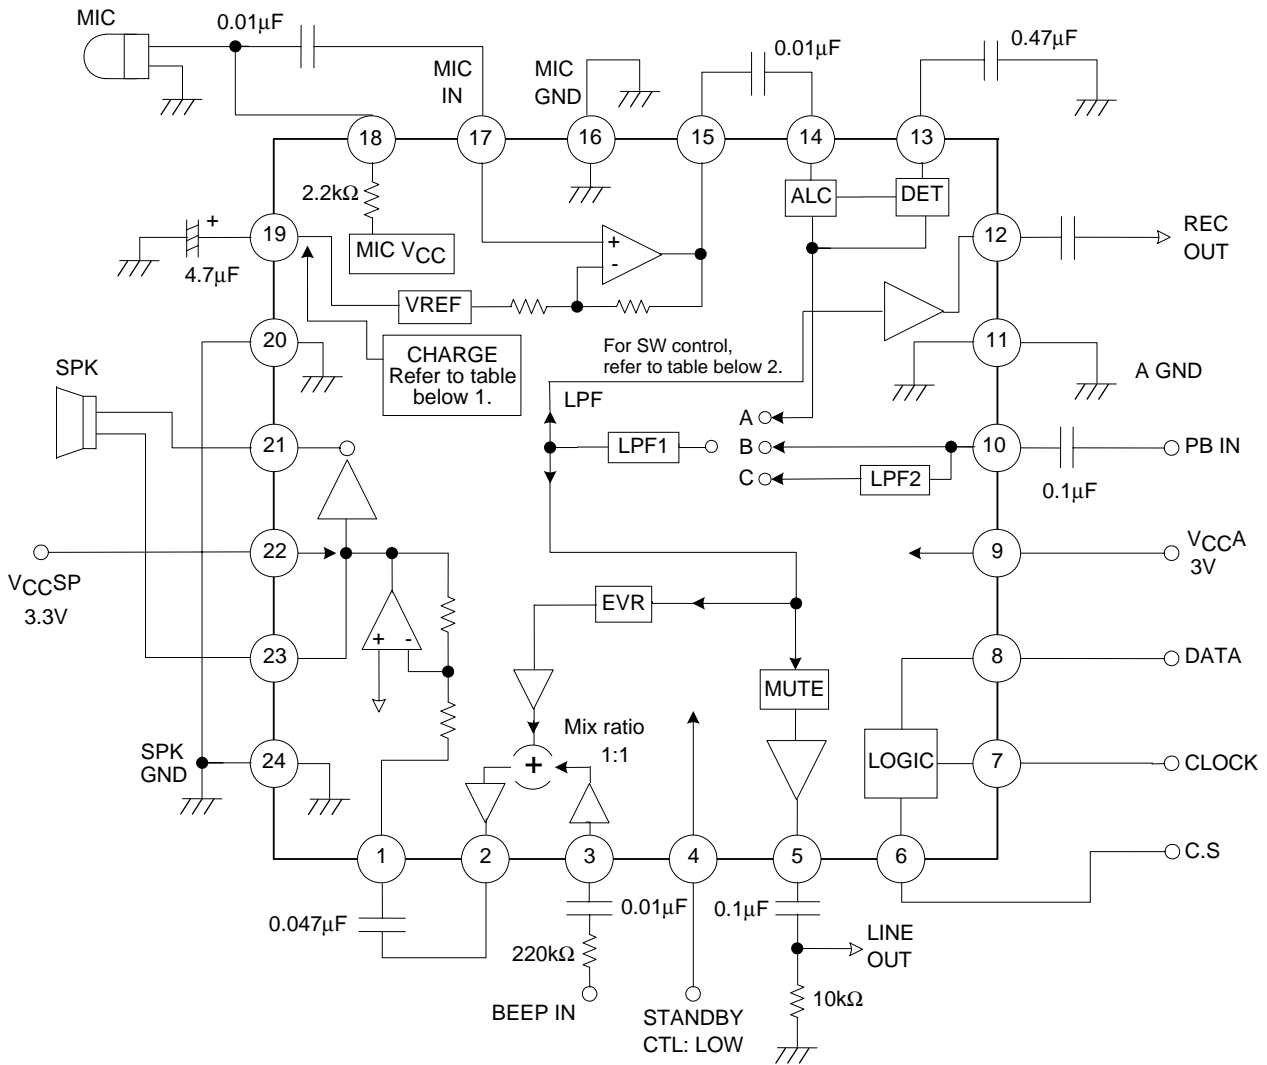 MIC
0.01µF
0.01µF
0.47µF
MIC
IN
MIC
GND
18
17
16
15
14
13
2.2kΩ
ALC
DET
19
+
4.7µF
MIC VCC
+
-
12
REC
OUT
VREF
20
CHARGE
Refer to table
below 1.
For SW control,
refer to table below 2.
11
A GND
SPK
LPF
A
21
LPF1
B
10
PB IN
C
LPF2
0.1µF
22
VCCSP
3.3V
9
VCCA
3V
EVR
+
-
23
8
DATA
MUTE
Mix ratio
1:1
SPK
GND
24
+
LOGIC
7
CLOCK
-
1
2
3
4
5
6
C.S
0.047µF
0.01µF
0.1µF
220kΩ
LINE
OUT
BEEP IN
10kΩ
STANDBY
CTL: LOW